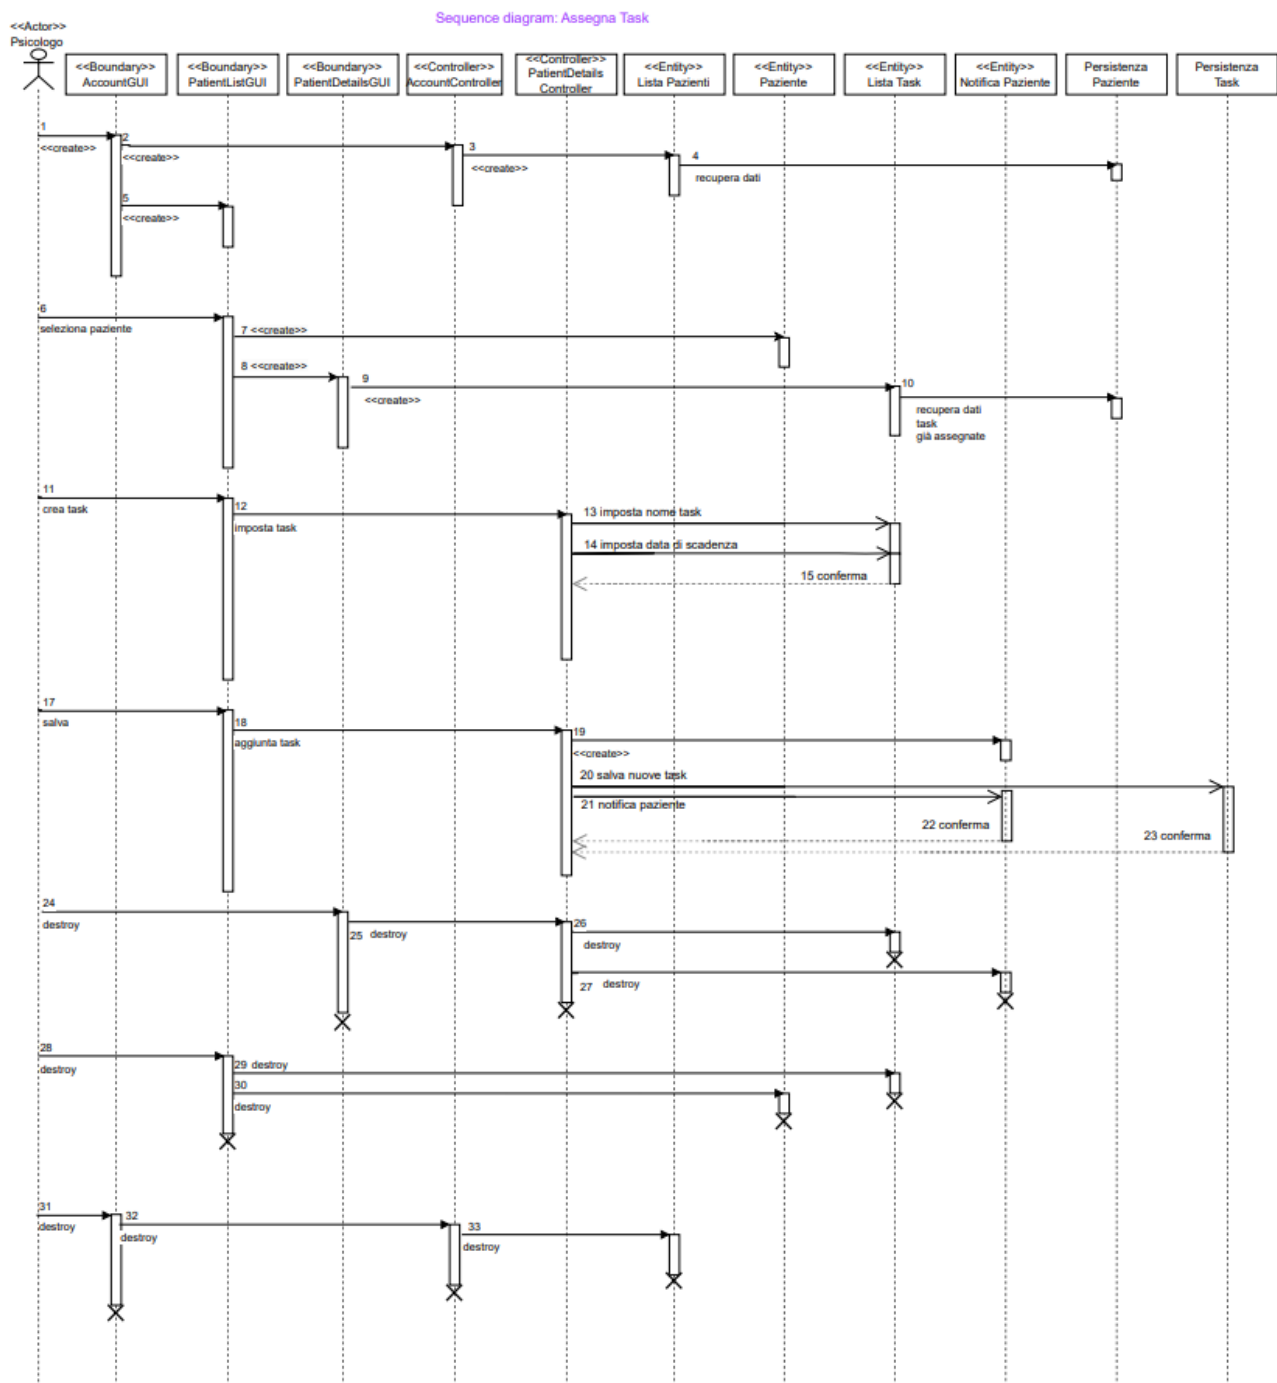 Sequence diagram: Assegna Task
<<Actor>>
Psicologo
<<Boundary>>
AccountGUI
<<Boundary>>
PatientListGUI
<<Boundary>>
PatientDetailsGUI
<<Controller>>
AccountController
<<Controller>>
PatientDetails
Controller
<<Entity>>
Lista Pazienti
<<Entity>>
Paziente
<<Entity>>
Lista Task
<<Entity>>
Notifica Paziente
Persistenza
Paziente
Persistenza
Task
1
<<create>>
2
<<create>>
3
<<create>>
4
recupera dati
5
<<create>>
6
seleziona paziente
7 <<create>>
8 <<create>>
9
<<create>>
10
recupera dati
task
già assegnate
11
crea task
12
imposta task
13 imposta nome task
14 imposta data di scadenza
15 conferma
17
salva
18
aggiunta task
19
<<create>>
20 salva nuove task
21 notifica paziente
22 conferma
23 conferma
24
destroy
25 destroy
26
destroy
27 destroy
28
destroy
29 destroy
30
destroy
31
destroy
32
destroy
33
destroy